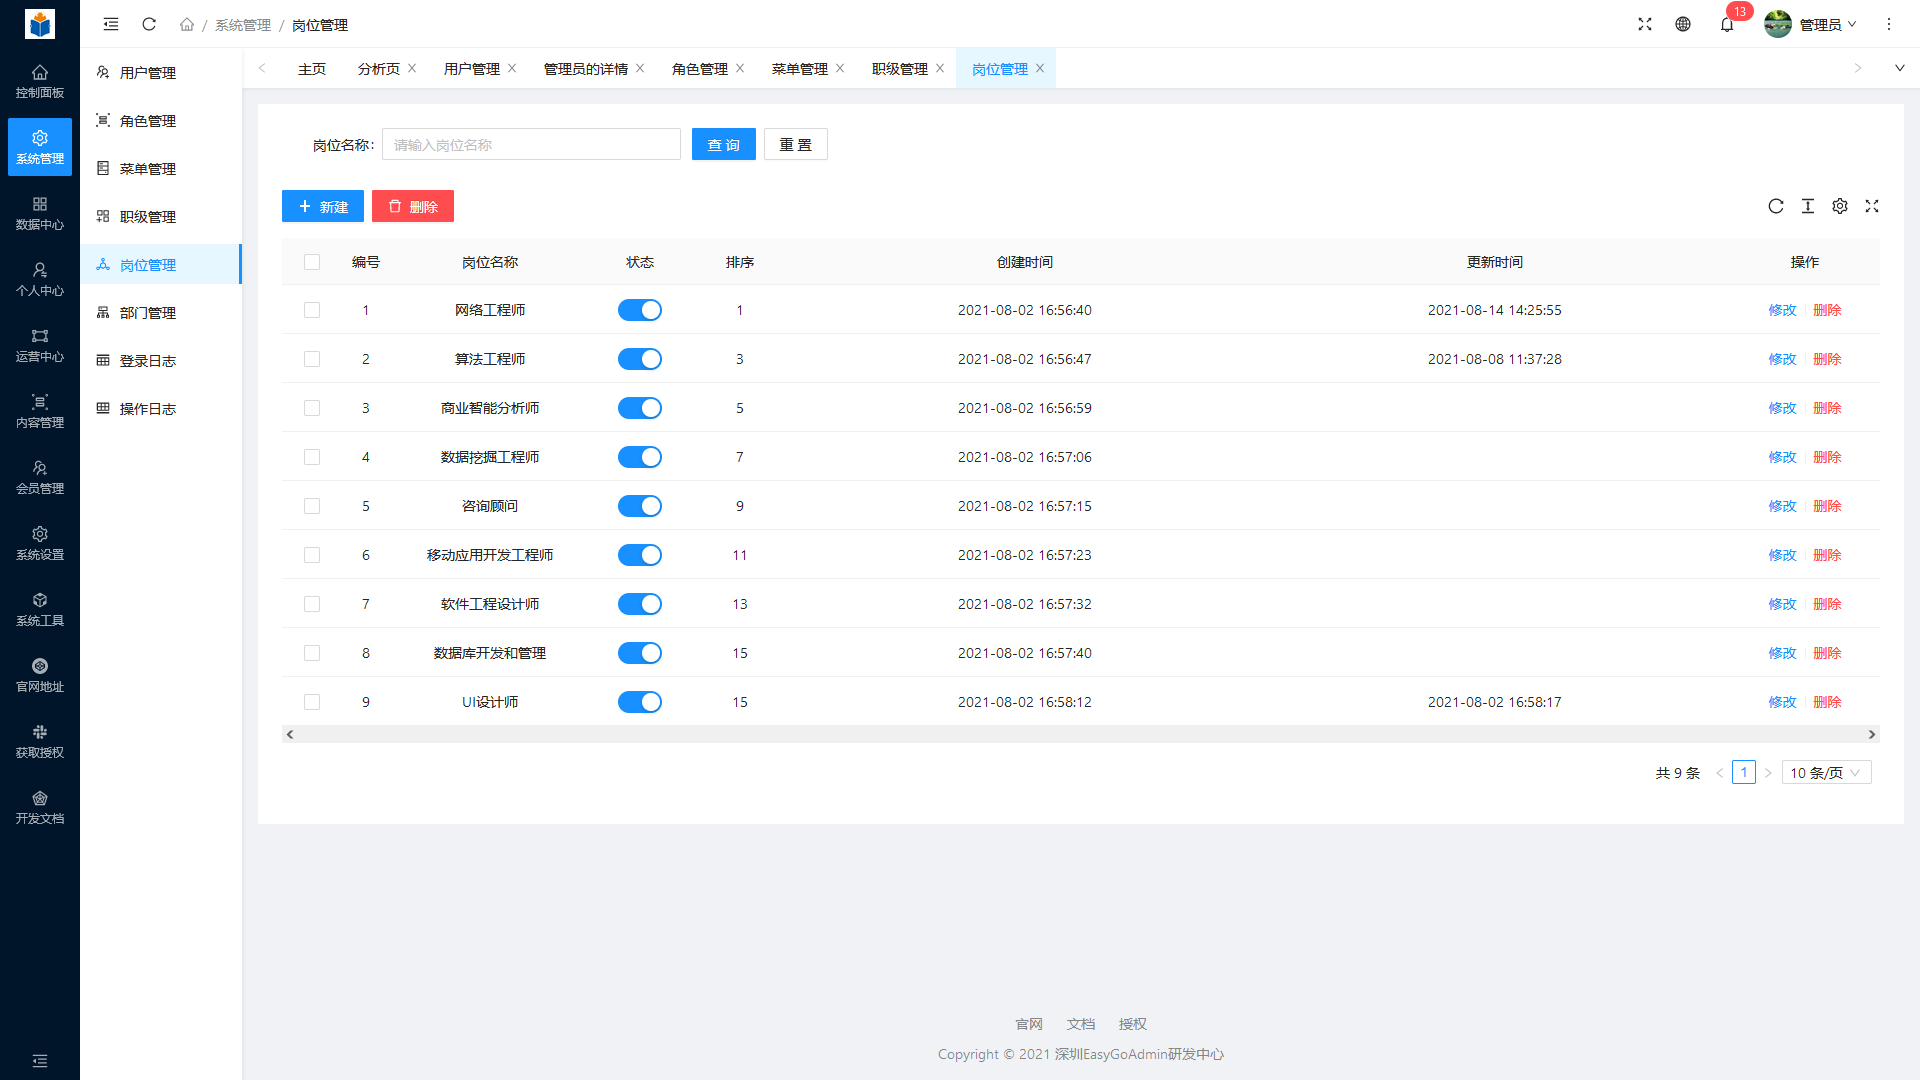 系统管理 / 岗位管理
13
管理员
控制面板
系统管理
数据中心
个人中心
运营中心
内容管理
会员管理
系统设置
系统工具
官网地址
获取授权
开发文档
用户管理
角色管理
菜单管理
职级管理
岗位管理
部门管理
登录日志
操作日志
主页 分析页 用户管理 管理员的详情 角色管理 菜单管理 职级管理 岗位管理
岗位名称: 请输入岗位名称 查 询 重 置
新建 删除
编号 岗位名称 状态 排序 创建时间 更新时间 操作
1 网络工程师 1 2021-08-02 16:56:40 2021-08-14 14:25:55 修改 删除
2 算法工程师 3 2021-08-02 16:56:47 2021-08-08 11:37:28 修改 删除
3 商业智能分析师 5 2021-08-02 16:56:59 修改 删除
4 数据挖掘工程师 7 2021-08-02 16:57:06 修改 删除
5 咨询顾问 9 2021-08-02 16:57:15 修改 删除
6 移动应用开发工程师 11 2021-08-02 16:57:23 修改 删除
7 软件工程设计师 13 2021-08-02 16:57:32 修改 删除
8 数据库开发和管理 15 2021-08-02 16:57:40 修改 删除
9 UI设计师 15 2021-08-02 16:58:12 2021-08-02 16:58:17 修改 删除
共 9 条 1 10 条/页
官网 文档 授权
Copyright © 2021 深圳EasyGoAdmin研发中心